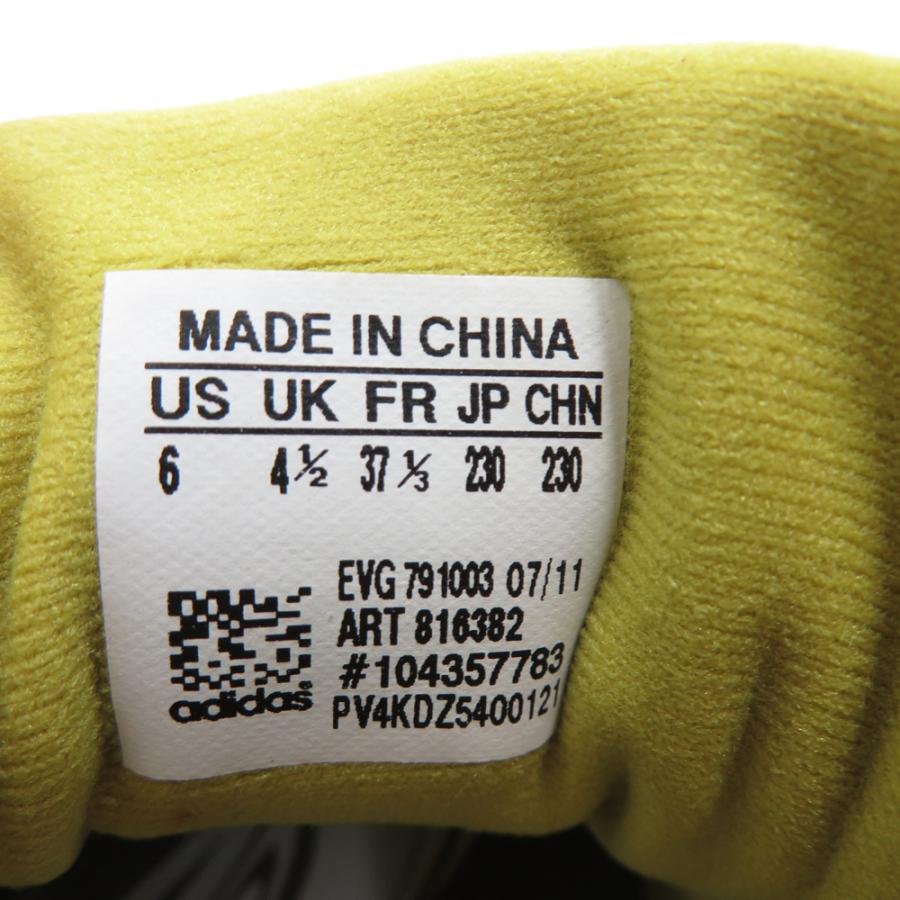 MADE IN CHINA
US UK FR JP CHN
6 4½ 37⅓ 230 230
EVG 791003 07/11
ART 816382
#104357783
PV4KDZ5400121
adidas®